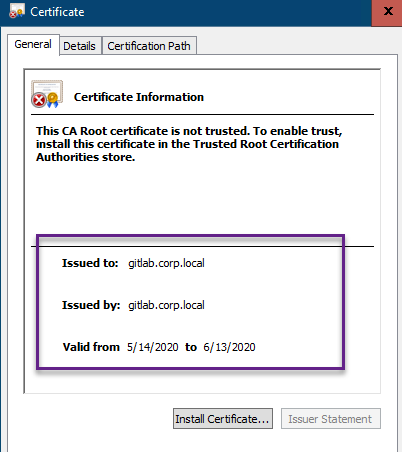 Certificate
General Details Certification Path
Certificate Information
This CA Root certificate is not trusted. To enable trust,
install this certificate in the Trusted Root Certification
Authorities store.
Issued to: gitlab.corp.local
Issued by: gitlab.corp.local
Valid from 5/14/2020 to 6/13/2020
Install Certificate... Issuer Statement